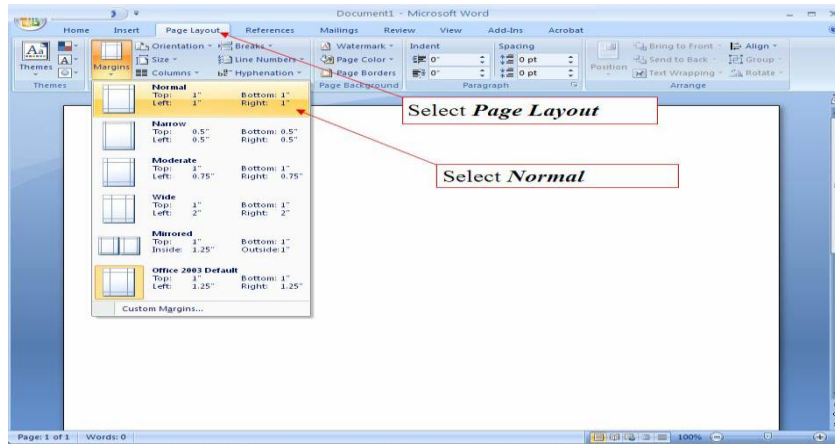 Document1 - Microsoft Word
Home Insert Page Layout References Mailings Review View Add-Ins Acrobat
Themes
Themes
Margins
Orientation
Size
Columns
Breaks
Line Numbers
Hyphenation
Watermark
Page Color
Page Borders
Page Background
Indent
0"
0"
Spacing
0 pt
0 pt
Paragraph
Position
Bring to Front
Send to Back
Text Wrapping
Align
Group
Rotate
Arrange
Normal
Top: 1" Bottom: 1"
Left: 1" Right: 1"
Narrow
Top: 0.5" Bottom: 0.5"
Left: 0.5" Right: 0.5"
Moderate
Top: 1" Bottom: 1"
Left: 0.75" Right: 0.75"
Wide
Top: 1" Bottom: 1"
Left: 2" Right: 2"
Mirrored
Top: 1" Bottom: 1"
Inside: 1.25" Outside: 1"
Office 2003 Default
Top: 1" Bottom: 1"
Left: 1.25" Right: 1.25"
Custom Margins...
Select Page Layout
Select Normal
Page: 1 of 1 Words: 0
100%